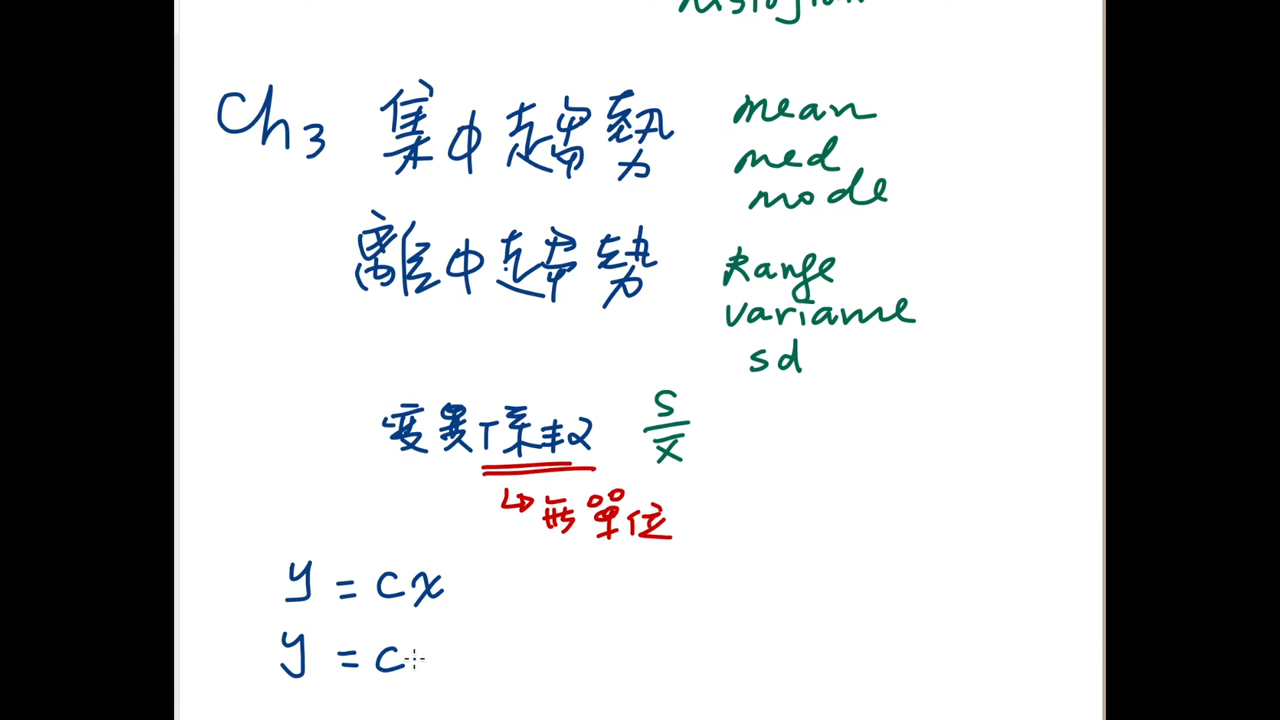 Ch3 集中趨勢 mean
med
mode
離中趨勢 Range
variance
sd
變異係數 s/x̄
↳ 無單位
y = cx
y = c